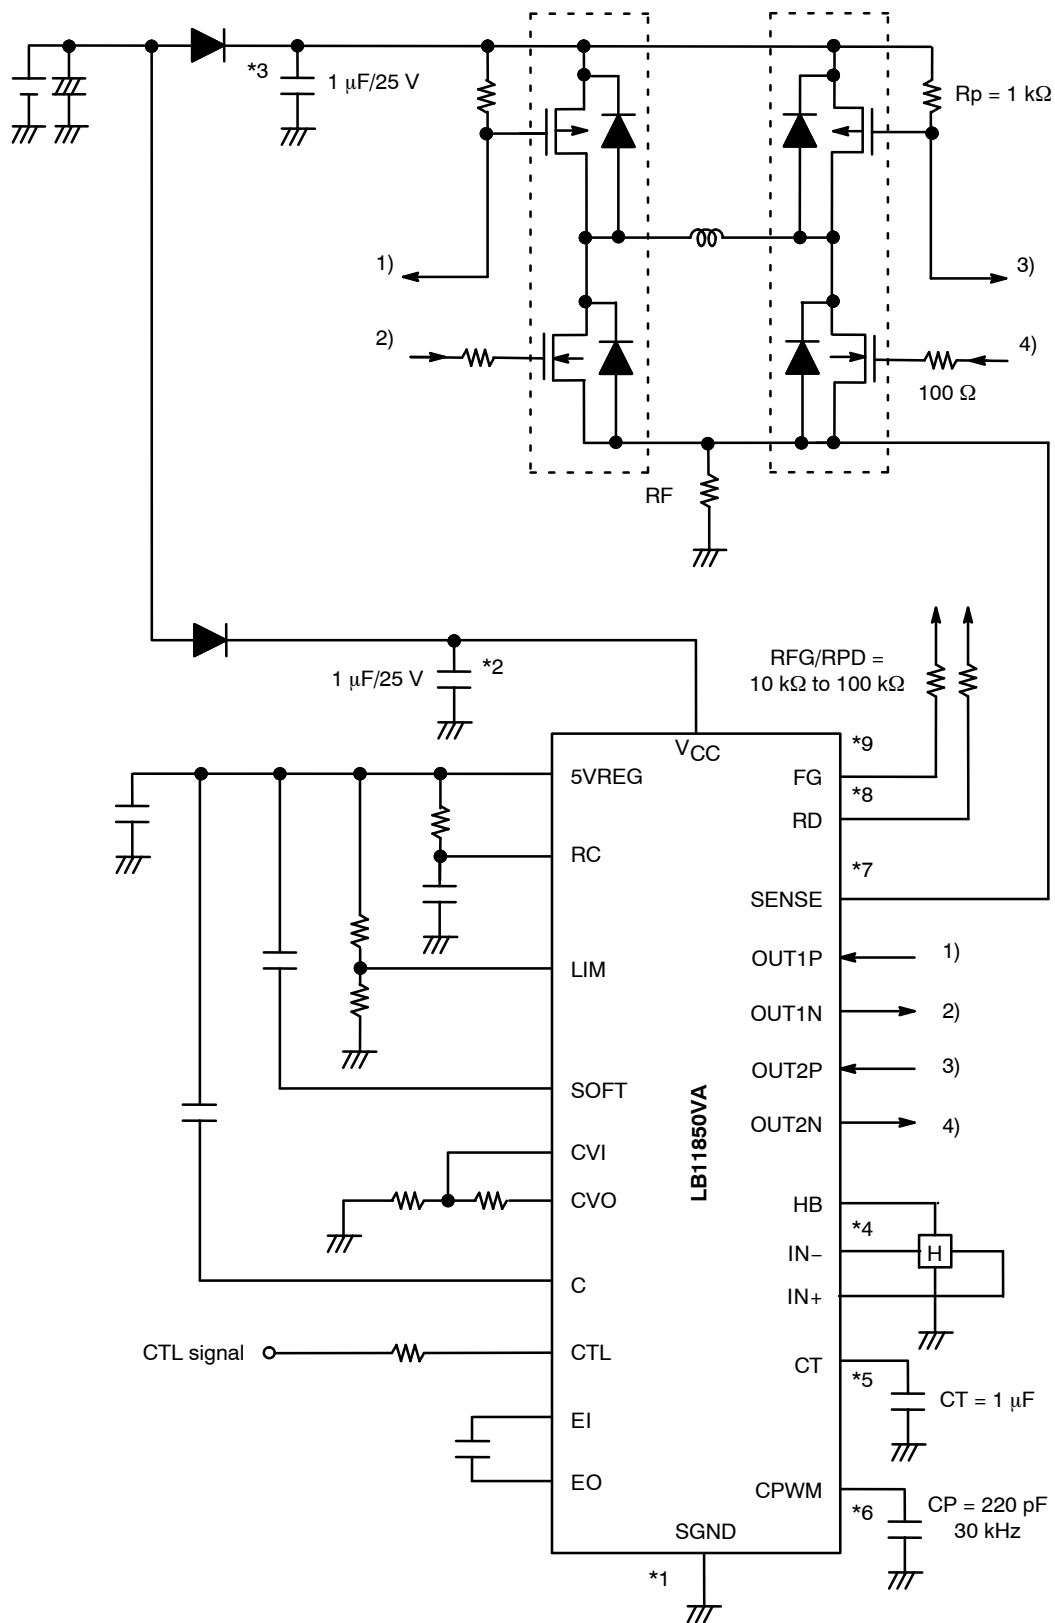 *3
1 μF/25 V
Rp = 1 kΩ
1)
3)
2)
4)
100 Ω
RF
1 μF/25 V
*2
RFG/RPD =
10 kΩ to 100 kΩ
VCC
*9
5VREG
FG
*8
RD
RC
*7
SENSE
LIM
OUT1P
1)
OUT1N
2)
OUT2P
3)
SOFT
OUT2N
4)
LB11850VA
CVI
CVO
HB
*4
IN−
H
C
IN+
CTL signal
CTL
CT
*5
CT = 1 μF
EI
EO
CPWM
*6
CP = 220 pF
30 kHz
SGND
*1